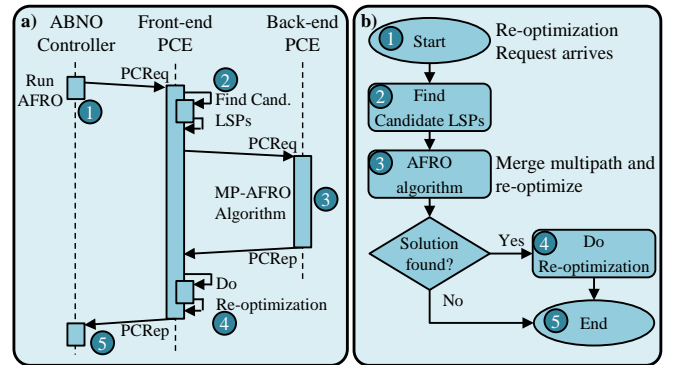 a)
ABNO
Controller
Front-end
PCE
Back-end
PCE
Run
AFRO
1
PCReq
2
Find Cand.
LSPs
PCReq
MP-AFRO
Algorithm
3
PCRep
Do
Re-optimization
4
PCRep
5
b)
1
Start
Re-optimization
Request arrives
2
Find
Candidate LSPs
3
AFRO
algorithm
Merge multipath and
re-optimize
Solution
found?
Yes
4
Do
Re-optimization
No
5
End